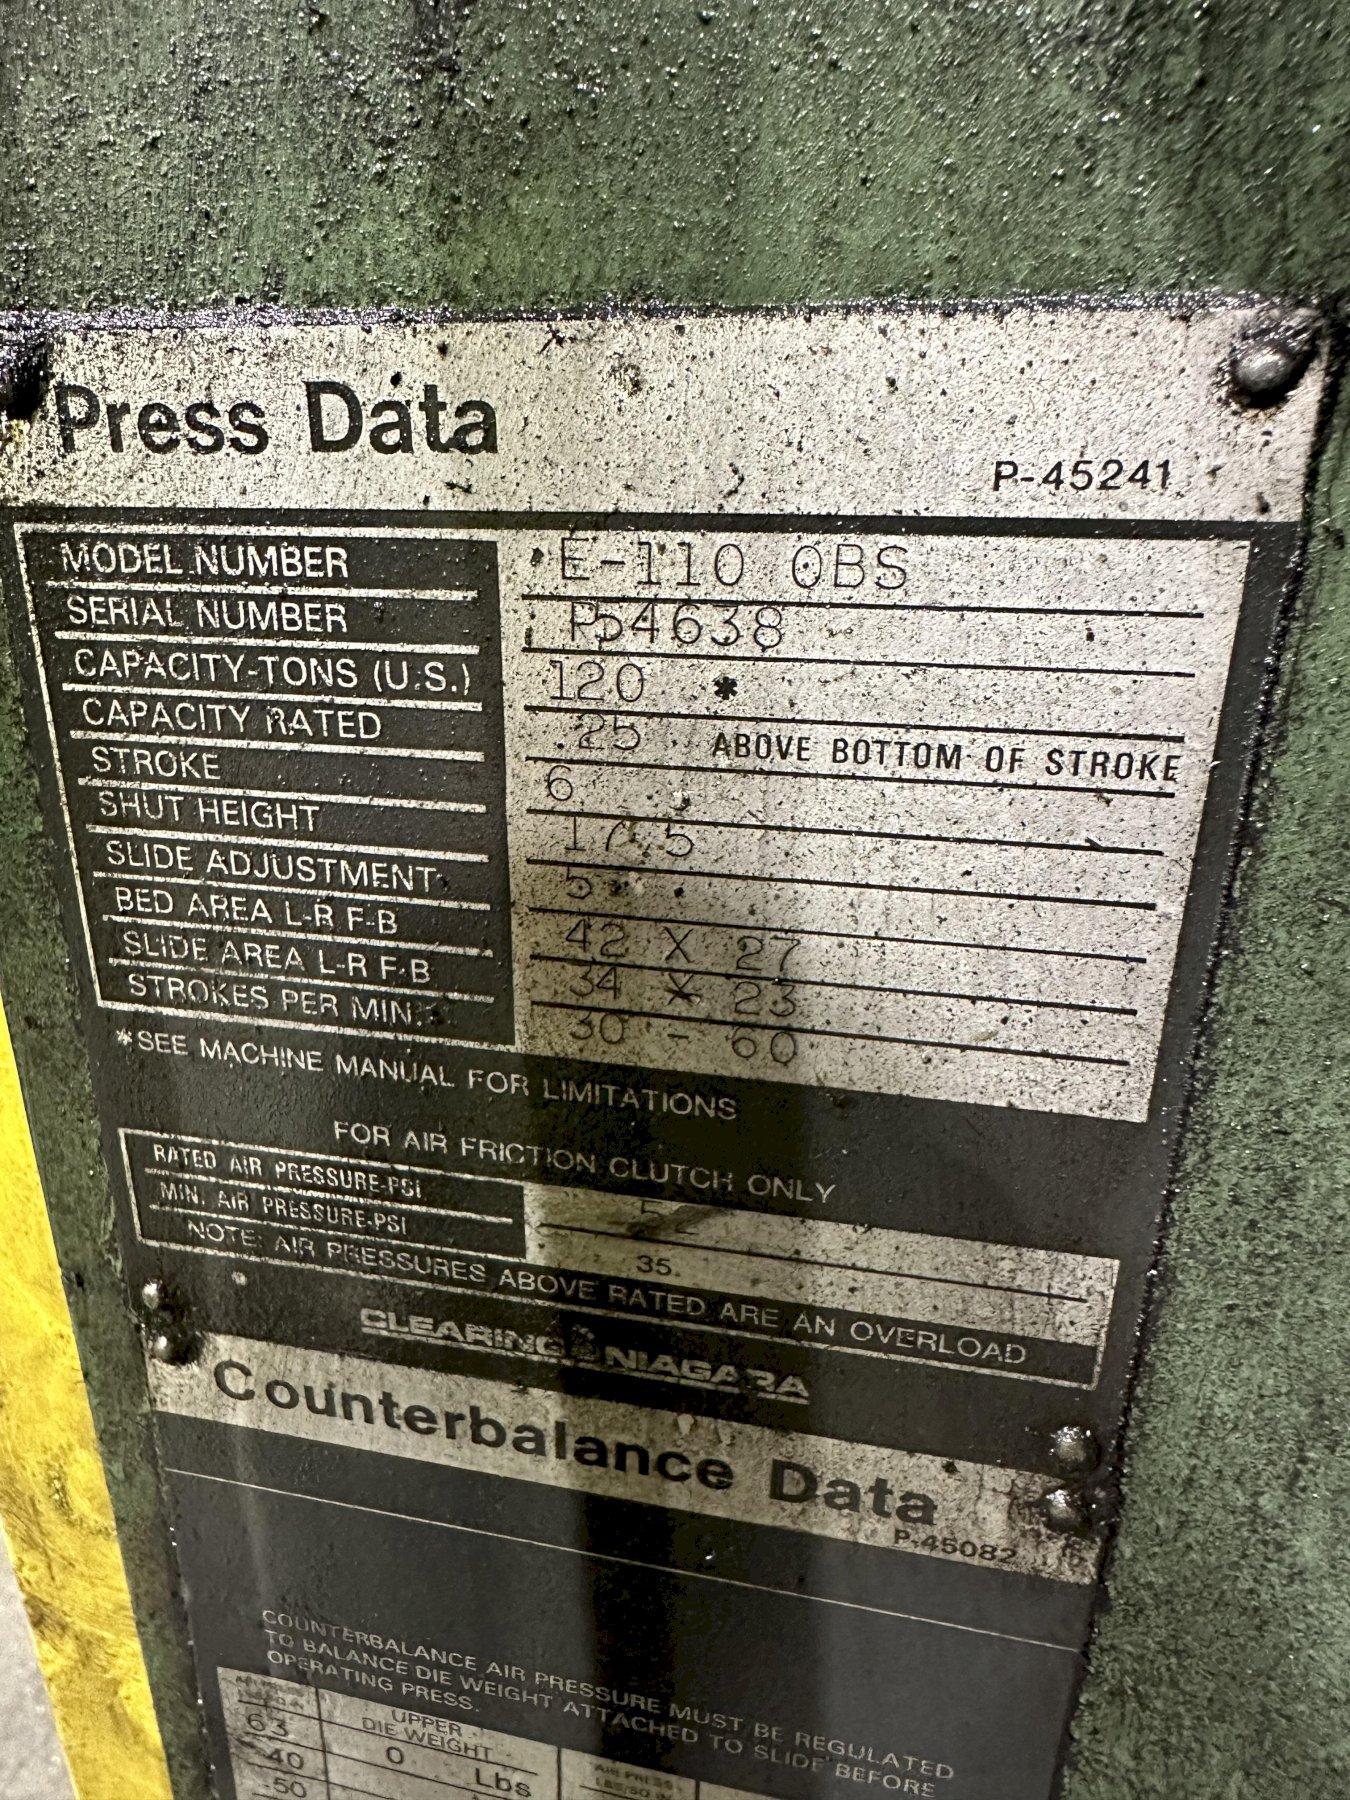 Press Data
P-45241
MODEL NUMBER E-110 OBS
SERIAL NUMBER P54638
CAPACITY-TONS (U.S.) 120 *
CAPACITY RATED .25 ABOVE BOTTOM OF STROKE
STROKE 6
SHUT HEIGHT 17.5
SLIDE ADJUSTMENT 5
BED AREA L-R F-B 42 X 27
SLIDE AREA L-R F-B 34 X 23
STROKES PER MIN. 30 - 60
*SEE MACHINE MANUAL FOR LIMITATIONS
FOR AIR FRICTION CLUTCH ONLY
RATED AIR PRESSURE-PSI
MIN. AIR PRESSURE-PSI 35
NOTE: AIR PRESSURES ABOVE RATED ARE AN OVERLOAD
CLEARING NIAGARA
Counterbalance Data
P-45082
COUNTERBALANCE AIR PRESSURE MUST BE REGULATED
TO BALANCE DIE WEIGHT ATTACHED TO SLIDE BEFORE
OPERATING PRESS.
UPPER
DIE WEIGHT
63 0 Lbs
40
50